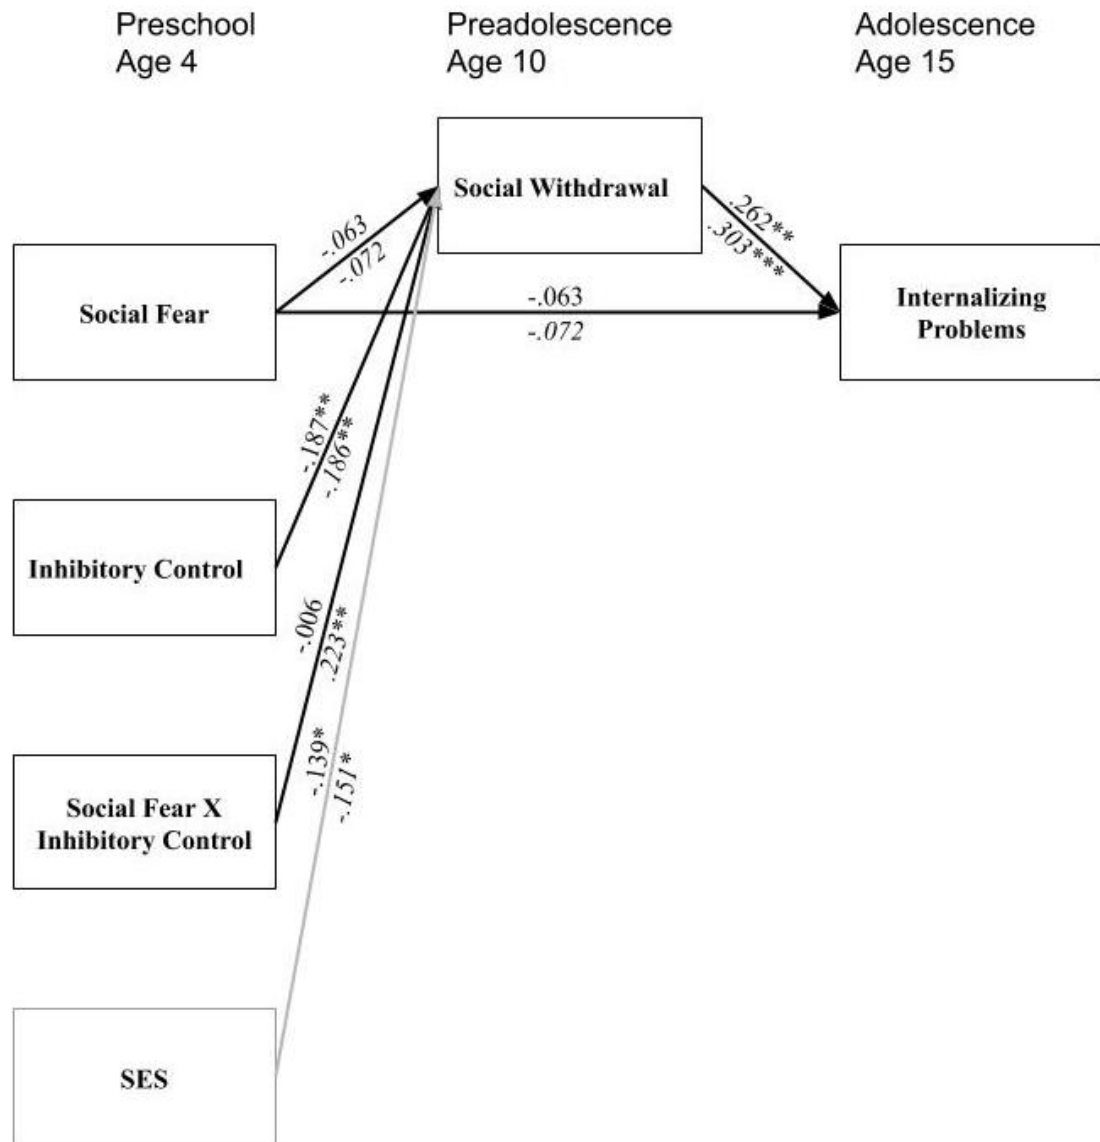 Preschool
Age 4
Preadolescence
Age 10
Adolescence
Age 15
Social Withdrawal
-.063
-.072
.262**
.303***
Social Fear
-.063
-.072
Internalizing
Problems
-.187**
-.186**
Inhibitory Control
-.006
.223**
-.139*
-.151*
Social Fear X
Inhibitory Control
SES